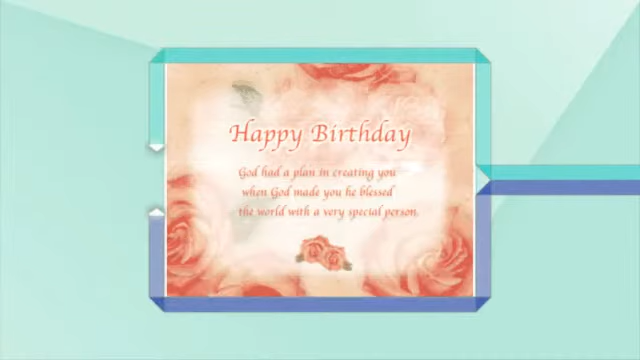 Happy Birthday
God had a plan in creating you
when God made you he blessed
the world with a very special person.